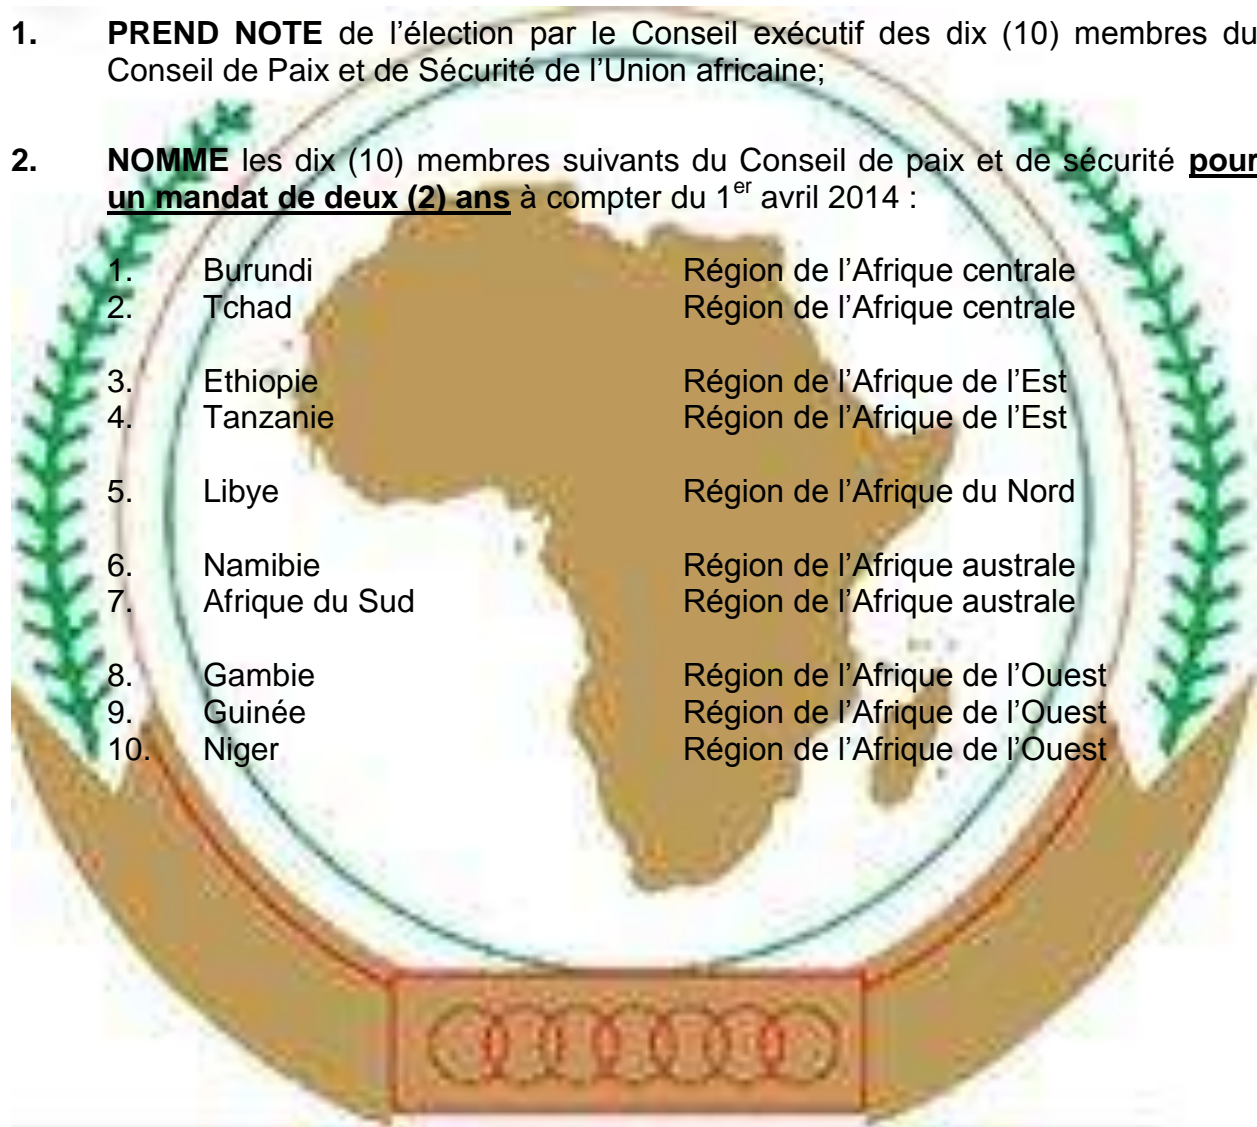 1. PREND NOTE de l’élection par le Conseil exécutif des dix (10) membres du
Conseil de Paix et de Sécurité de l’Union africaine;
2. NOMME les dix (10) membres suivants du Conseil de paix et de sécurité pour
un mandat de deux (2) ans à compter du 1er avril 2014 :
1. Burundi Région de l’Afrique centrale
2. Tchad Région de l’Afrique centrale
3. Ethiopie Région de l’Afrique de l’Est
4. Tanzanie Région de l’Afrique de l’Est
5. Libye Région de l’Afrique du Nord
6. Namibie Région de l’Afrique australe
7. Afrique du Sud Région de l’Afrique australe
8. Gambie Région de l’Afrique de l’Ouest
9. Guinée Région de l’Afrique de l’Ouest
10. Niger Région de l’Afrique de l’Ouest